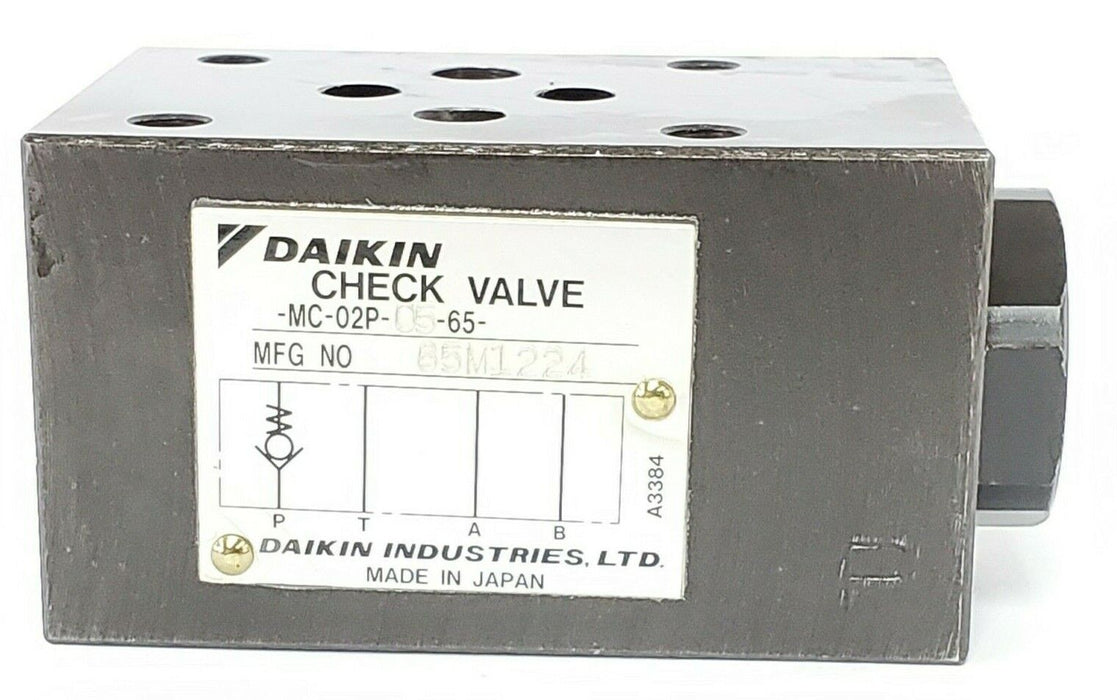 DAIKIN
CHECK VALVE
-MC-02P-05-65-
MFG NO 85M1224
P T A B
A3384
DAIKIN INDUSTRIES, LTD.
MADE IN JAPAN